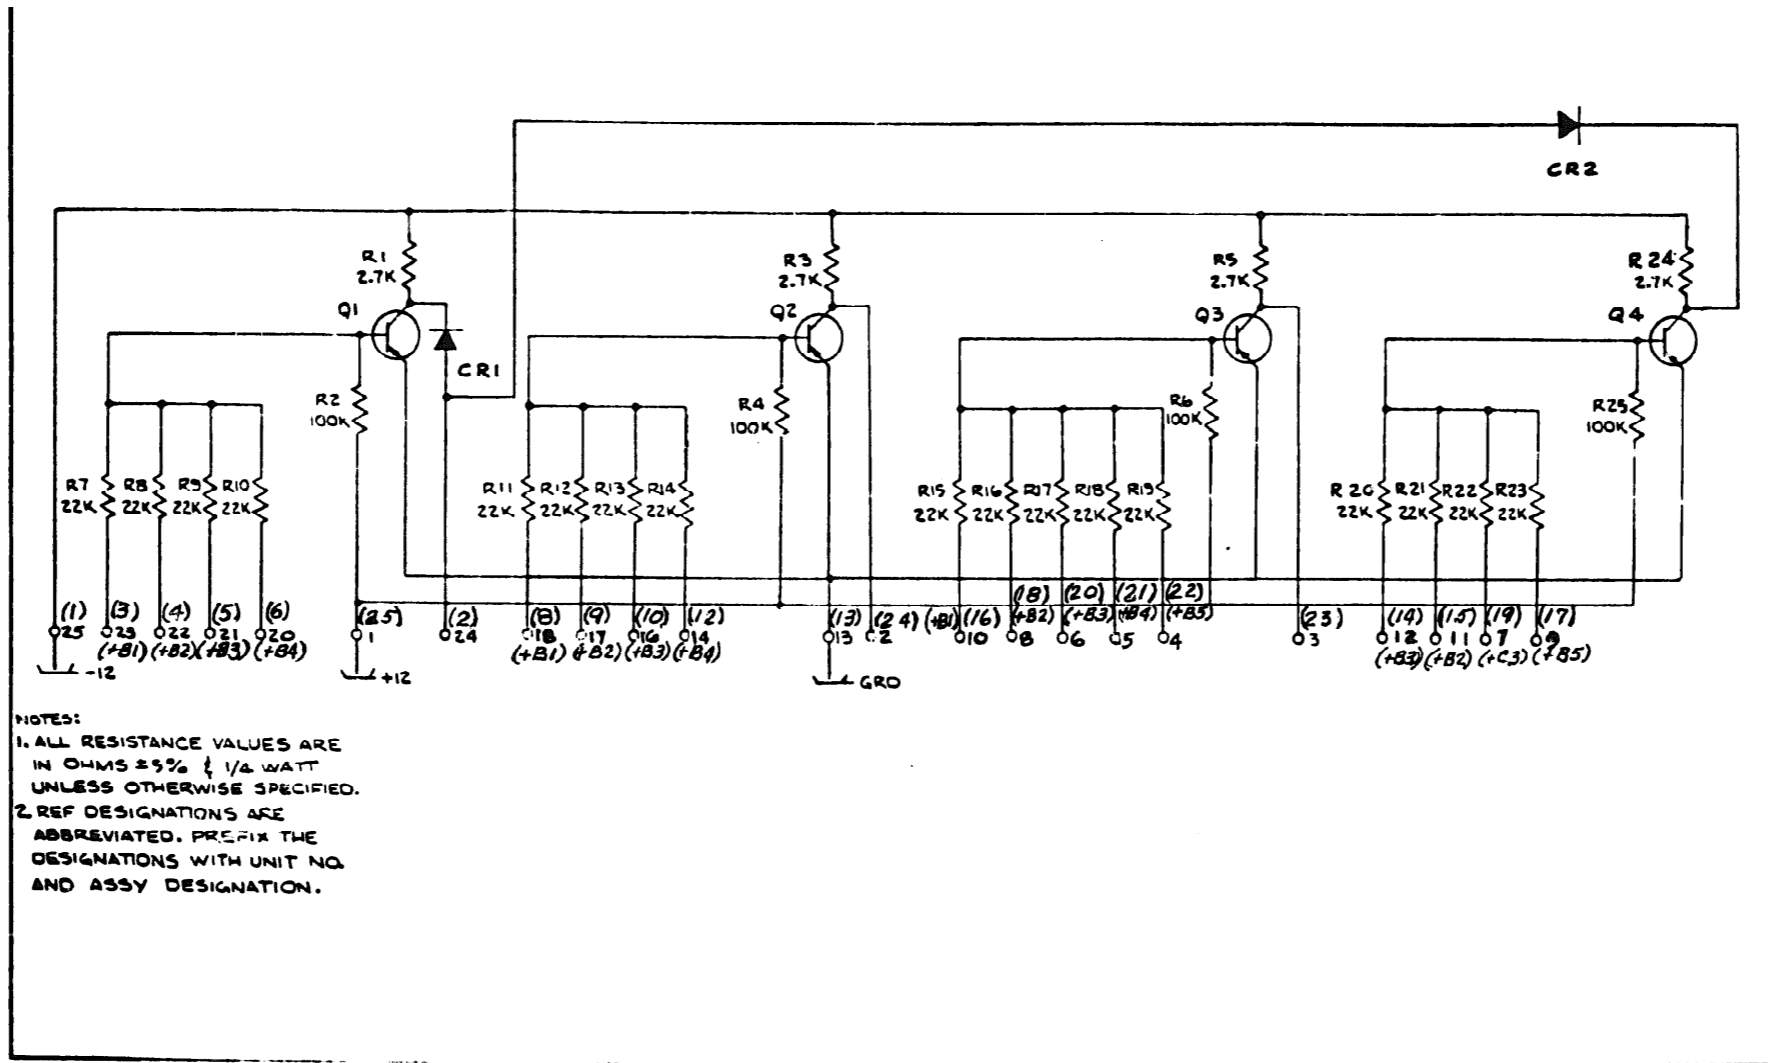 CR2
R1
2.7K
R3
2.7K
R5
2.7K
R24
2.7K
Q1
Q2
Q3
Q4
CR1
R2
100K
R4
100K
R6
100K
R25
100K
R7
22K
R8
22K
R9
22K
R10
22K
R11
22K
R12
22K
R13
22K
R14
22K
R15
22K
R16
22K
R17
22K
R18
22K
R19
22K
R20
22K
R21
22K
R22
22K
R23
22K
(18) (20) (21) (22)
(+B2) (+B3) (+B4) (+B5)
(1) (3) (4) (5) (6) (25) (2) (8) (9) (10) (12) (13) (24) (+B1) (16) (23) (14) (15) (19) (17)
25 23 22 21 20 1 24 18 17 16 14 13 2 10 8 6 5 4 3 12 11 7 9
(+B1) (+B2) (+B3) (+B4) (+B1) (+B2) (+B3) (+B4) (+B3) (+B2) (+C3) (+B5)
-12
+12
GRD
NOTES:
1. ALL RESISTANCE VALUES ARE
IN OHMS ±5% & 1/4 WATT
UNLESS OTHERWISE SPECIFIED.
2. REF DESIGNATIONS ARE
ABBREVIATED. PREFIX THE
DESIGNATIONS WITH UNIT NO.
AND ASSY DESIGNATION.